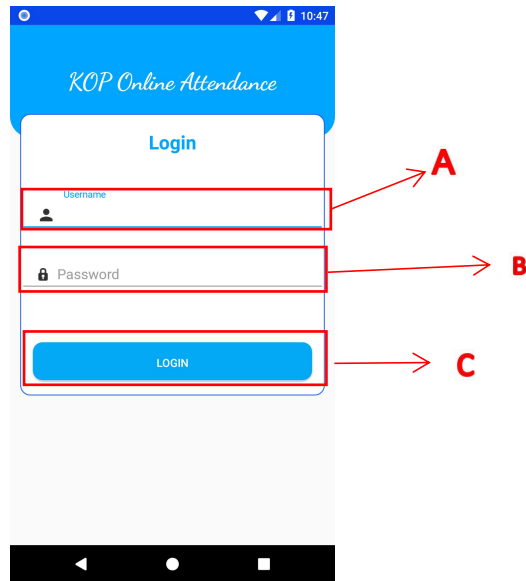 10:47
KOP Online Attendance
Login
A
Username
B
Password
LOGIN
C